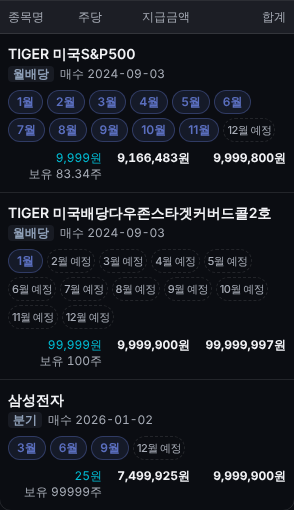 종목명 주당 지급금액 합계
TIGER 미국S&P500
월배당 매수 2024-09-03
1월 2월 3월 4월 5월 6월
7월 8월 9월 10월 11월 12월 예정
9,999원 9,166,483원 9,999,800원
보유 83.34주
TIGER 미국배당다우존스타겟커버드콜2호
월배당 매수 2024-09-03
1월 2월 예정 3월 예정 4월 예정 5월 예정
6월 예정 7월 예정 8월 예정 9월 예정 10월 예정
11월 예정 12월 예정
99,999원 9,999,900원 99,999,997원
보유 100주
삼성전자
분기 매수 2026-01-02
3월 6월 9월 12월 예정
25원 7,499,925원 9,999,900원
보유 99999주